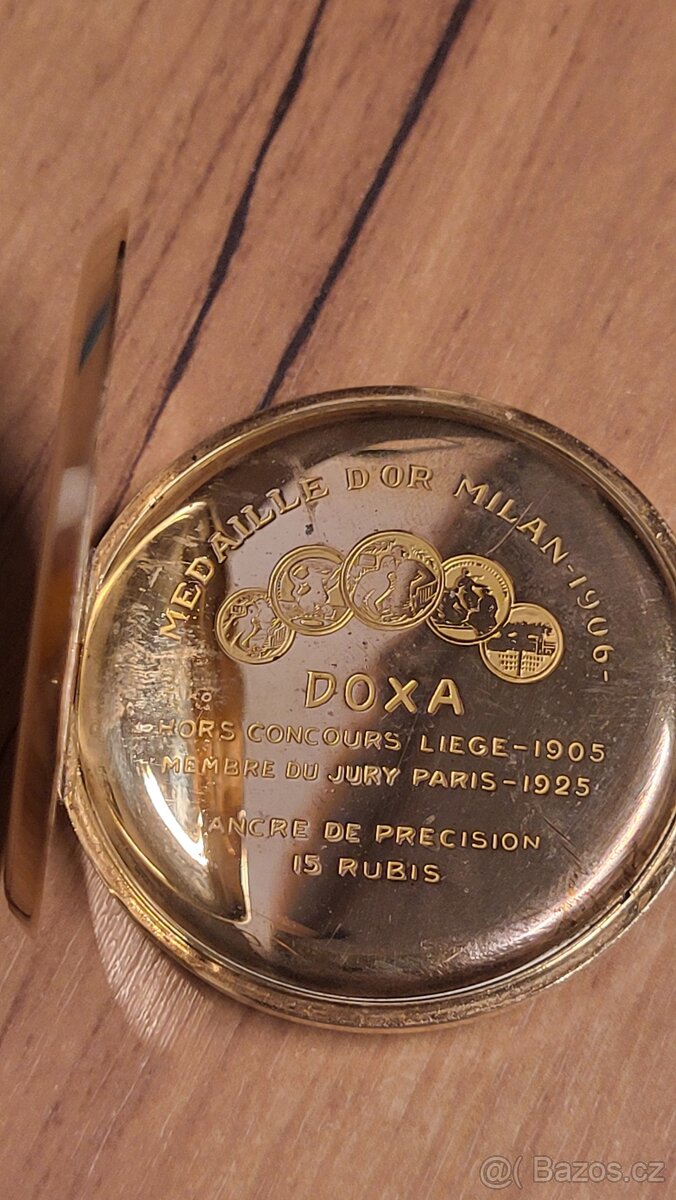 MEDAILLE D'OR MILAN-1906-
DOXA
HORS CONCOURS LIEGE-1905
MEMBRE DU JURY PARIS-1925
ANCRE DE PRECISION
15 RUBIS
@( Bazos.cz